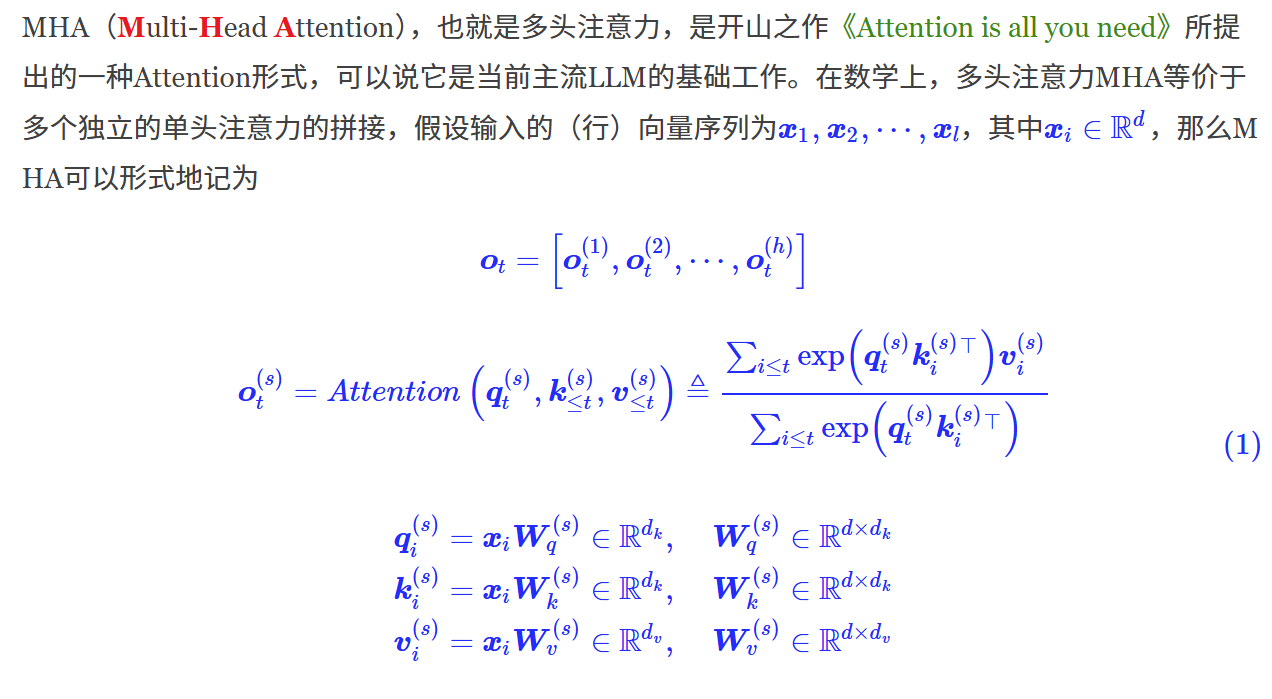 MHA（Multi-Head Attention），也就是多头注意力，是开山之作《Attention is all you need》所提
出的一种Attention形式，可以说它是当前主流LLM的基础工作。在数学上，多头注意力MHA等价于
多个独立的单头注意力的拼接，假设输入的（行）向量序列为$\boldsymbol{x}_1,\boldsymbol{x}_2,\cdots,\boldsymbol{x}_l$，其中$\boldsymbol{x}_i\in\mathbb{R}^d$，那么M
HA可以形式地记为
$\boldsymbol{o}_t = \left[\boldsymbol{o}_t^{(1)}, \boldsymbol{o}_t^{(2)}, \cdots, \boldsymbol{o}_t^{(h)}\right]$
$\boldsymbol{o}_t^{(s)} = Attention\left(\boldsymbol{q}_t^{(s)}, \boldsymbol{k}_{\leq t}^{(s)}, \boldsymbol{v}_{\leq t}^{(s)}\right) \triangleq \frac{\sum_{i\leq t}\exp\left(\boldsymbol{q}_t^{(s)} \boldsymbol{k}_i^{(s)\top}\right)\boldsymbol{v}_i^{(s)}}{\sum_{i\leq t}\exp\left(\boldsymbol{q}_t^{(s)} \boldsymbol{k}_i^{(s)\top}\right)}$
(1)
$\boldsymbol{q}_i^{(s)} = \boldsymbol{x}_i\boldsymbol{W}_q^{(s)}\in\mathbb{R}^{d_k},\quad \boldsymbol{W}_q^{(s)}\in\mathbb{R}^{d\times d_k}$
$\boldsymbol{k}_i^{(s)} = \boldsymbol{x}_i\boldsymbol{W}_k^{(s)}\in\mathbb{R}^{d_k},\quad \boldsymbol{W}_k^{(s)}\in\mathbb{R}^{d\times d_k}$
$\boldsymbol{v}_i^{(s)} = \boldsymbol{x}_i\boldsymbol{W}_v^{(s)}\in\mathbb{R}^{d_v},\quad \boldsymbol{W}_v^{(s)}\in\mathbb{R}^{d\times d_v}$